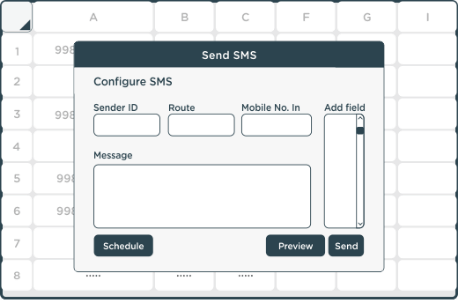 A B C F G I
1 998
Send SMS
2
Configure SMS
3 998
Sender ID Route Mobile No. In Add field
4
Message
5 998
6 998
7
Schedule Preview Send
8